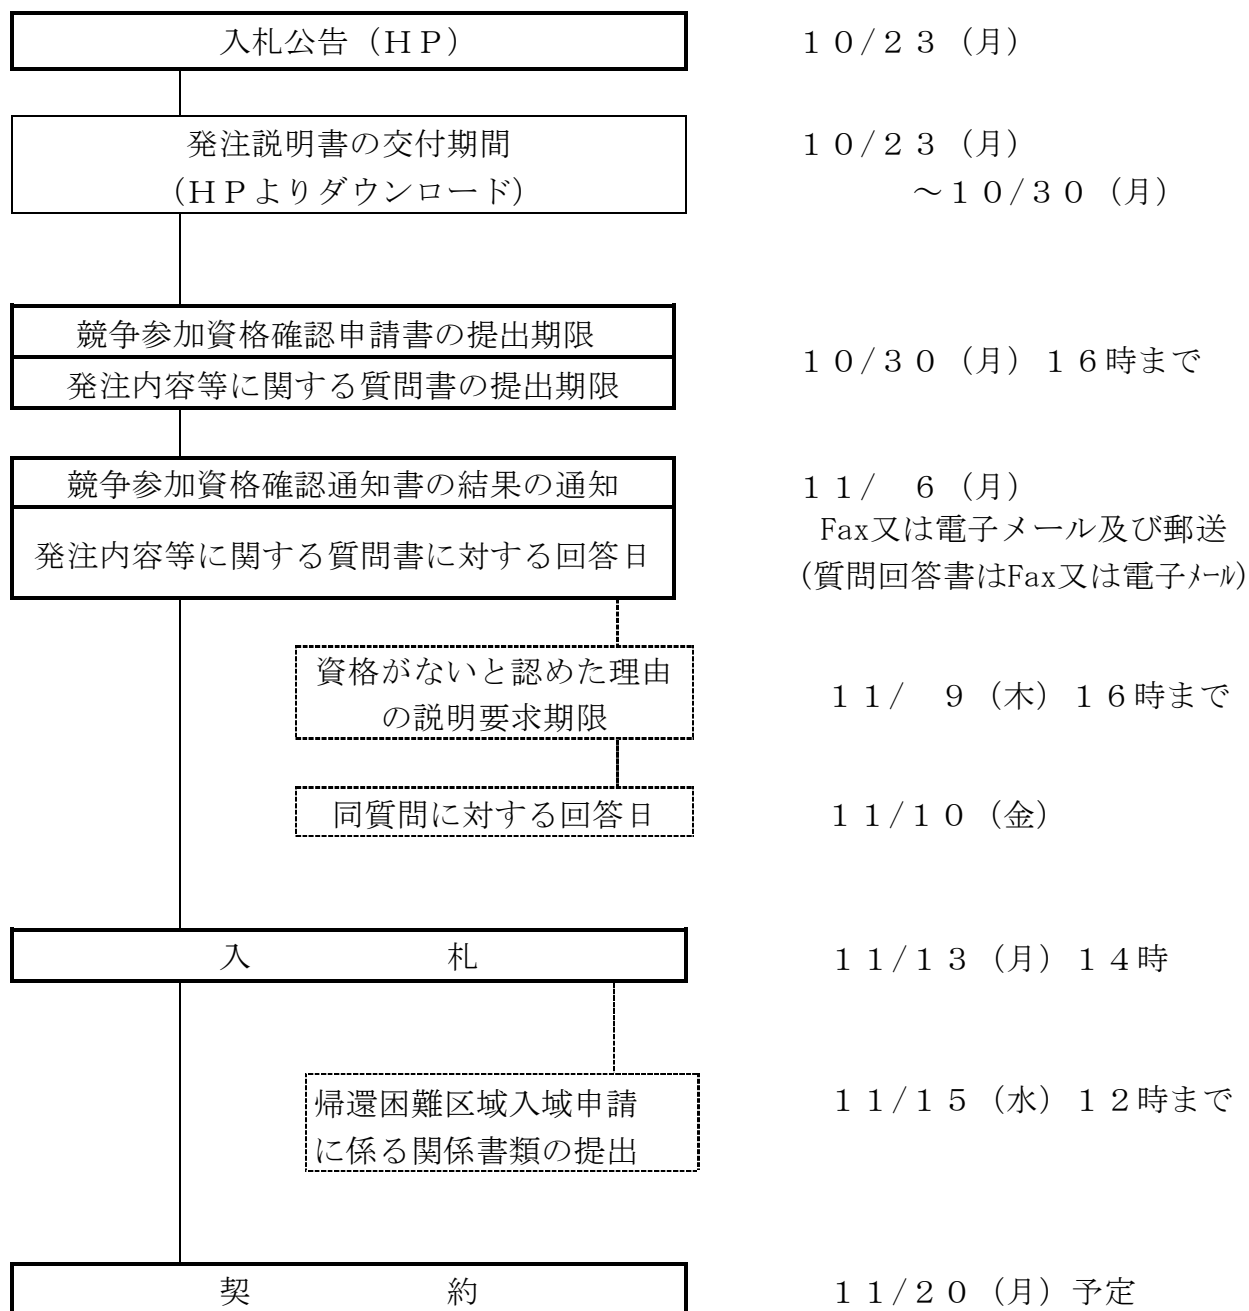 入札公告（ＨＰ）
１０/２３（月）
発注説明書の交付期間
（ＨＰよりダウンロード）
１０/２３（月）
～１０/３０（月）
競争参加資格確認申請書の提出期限
発注内容等に関する質問書の提出期限
１０/３０（月）１６時まで
競争参加資格確認通知書の結果の通知
発注内容等に関する質問書に対する回答日
１１/　６（月）
Fax又は電子メール及び郵送
(質問回答書はFax又は電子ﾒｰﾙ)
資格がないと認めた理由
の説明要求期限
１１/　９（木）１６時まで
同質問に対する回答日
１１/１０（金）
入　　　　　札
１１/１３（月）１４時
帰還困難区域入域申請
に係る関係書類の提出
１１/１５（水）１２時まで
契　　　　　約
１１/２０（月）予定